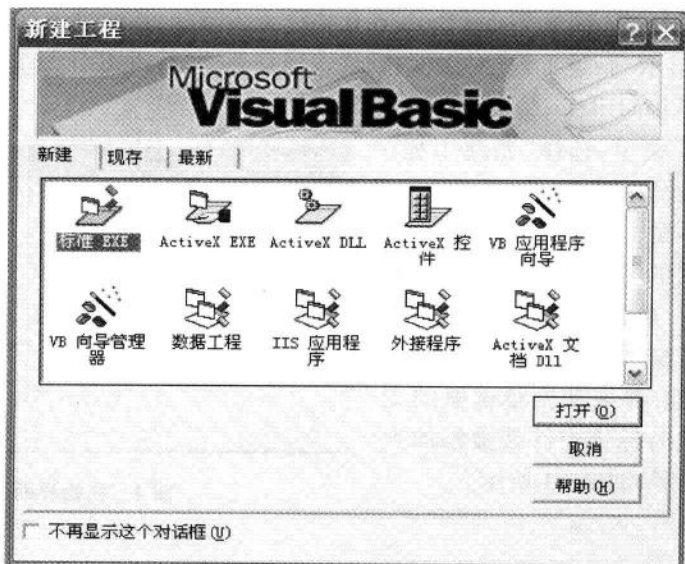 新建工程
Microsoft
Visual Basic
新建 现存 最新
标准 EXE ActiveX EXE ActiveX DLL ActiveX 控件 VB 应用程序向导
VB 向导管理器 数据工程 IIS 应用程序 外接程序 ActiveX 文档 Dll
打开(O)
取消
帮助(H)
不再显示这个对话框(V)